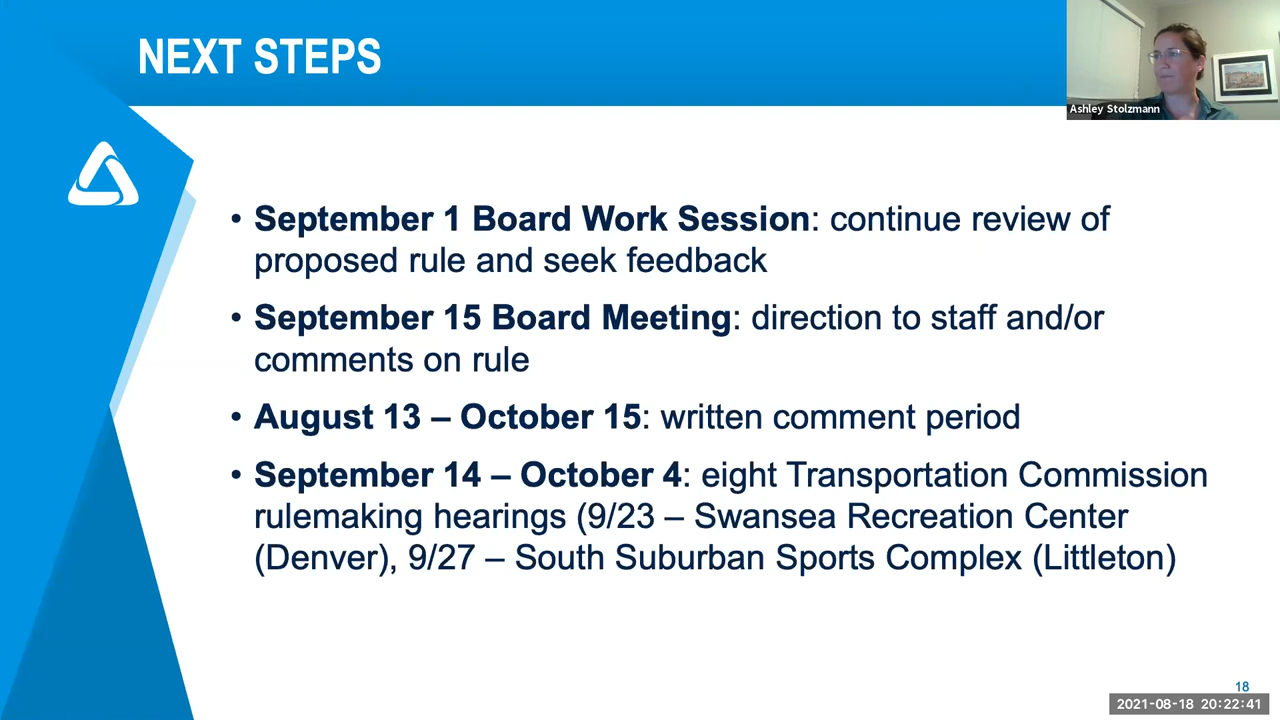 NEXT STEPS
Ashley Stolzmann
• September 1 Board Work Session: continue review of
proposed rule and seek feedback
• September 15 Board Meeting: direction to staff and/or
comments on rule
• August 13 – October 15: written comment period
• September 14 – October 4: eight Transportation Commission
rulemaking hearings (9/23 – Swansea Recreation Center
(Denver), 9/27 – South Suburban Sports Complex (Littleton)
18
2021-08-18 20:22:41